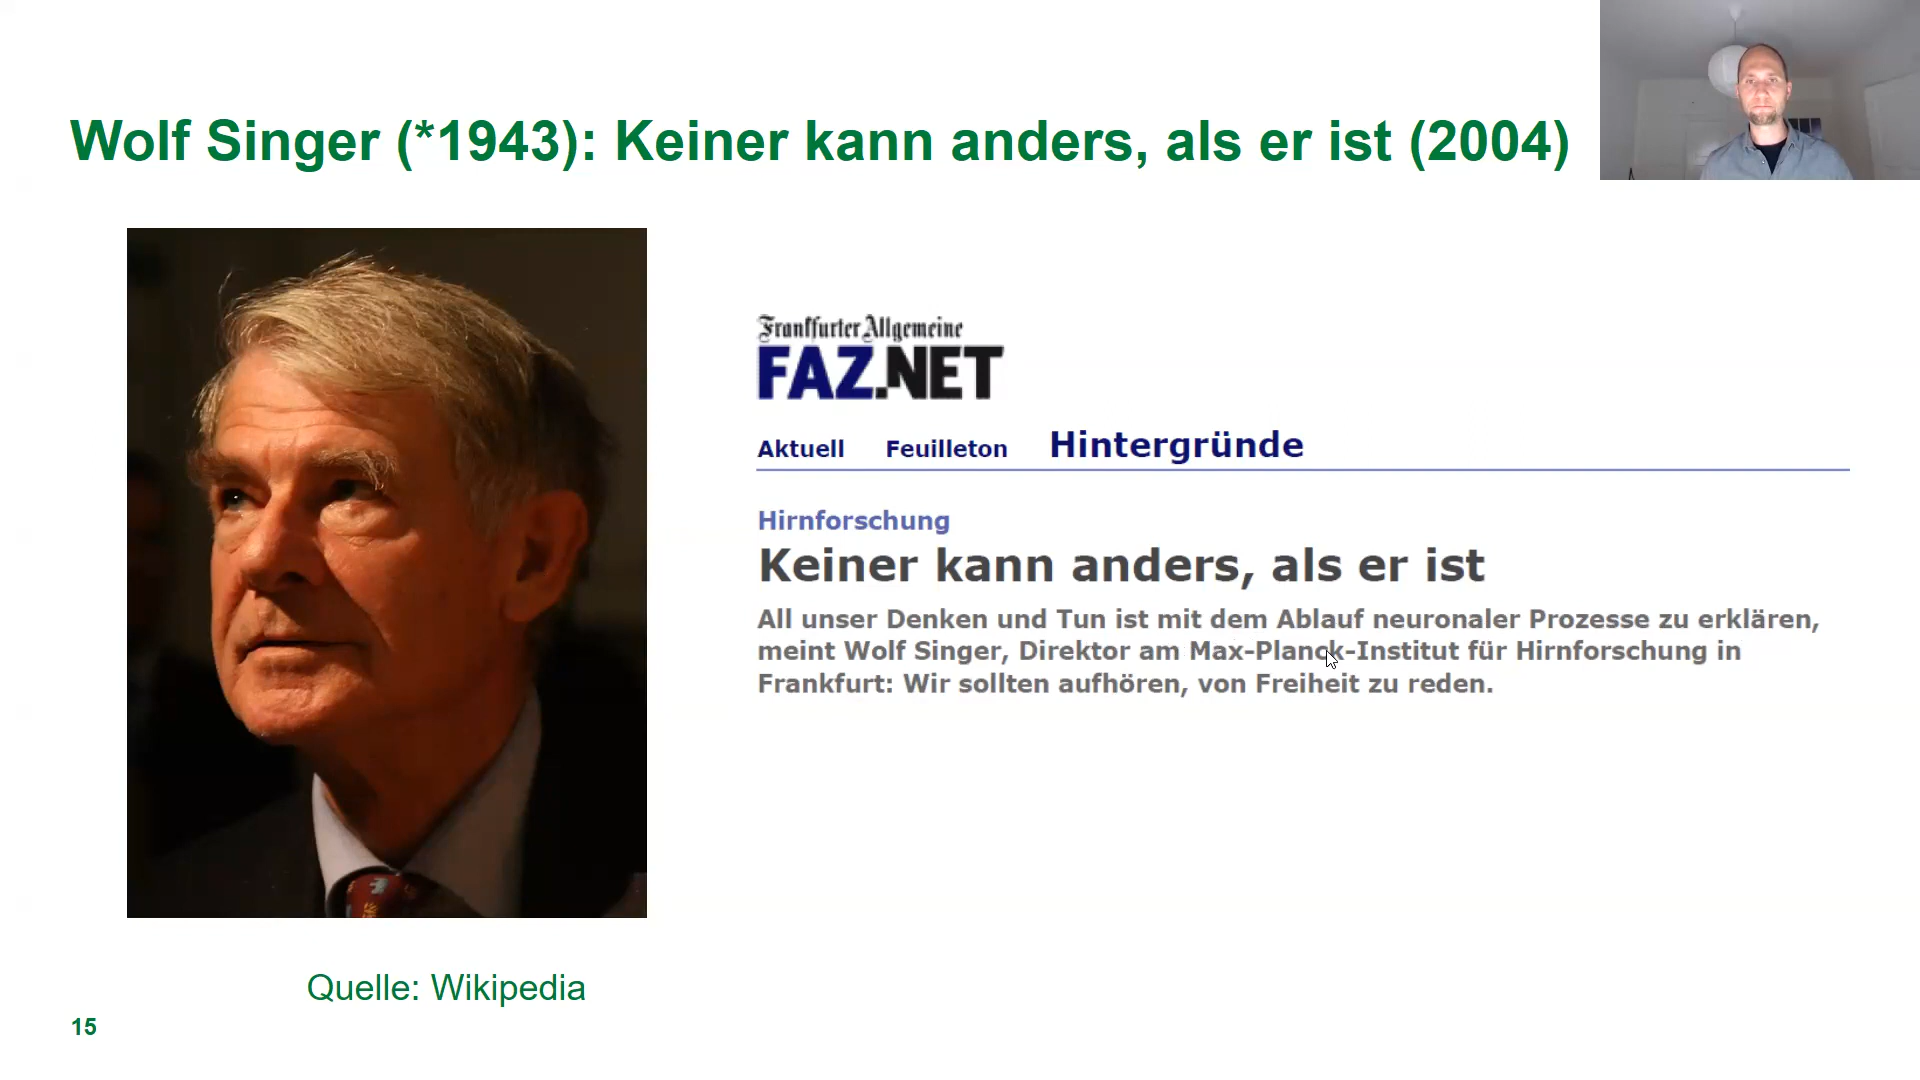 Wolf Singer (*1943): Keiner kann anders, als er ist (2004)
Frankfurter Allgemeine
FAZ.NET
Aktuell Feuilleton Hintergründe
Hirnforschung
Keiner kann anders, als er ist
All unser Denken und Tun ist mit dem Ablauf neuronaler Prozesse zu erklären,
meint Wolf Singer, Direktor am Max-Planck-Institut für Hirnforschung in
Frankfurt: Wir sollten aufhören, von Freiheit zu reden.
Quelle: Wikipedia
15